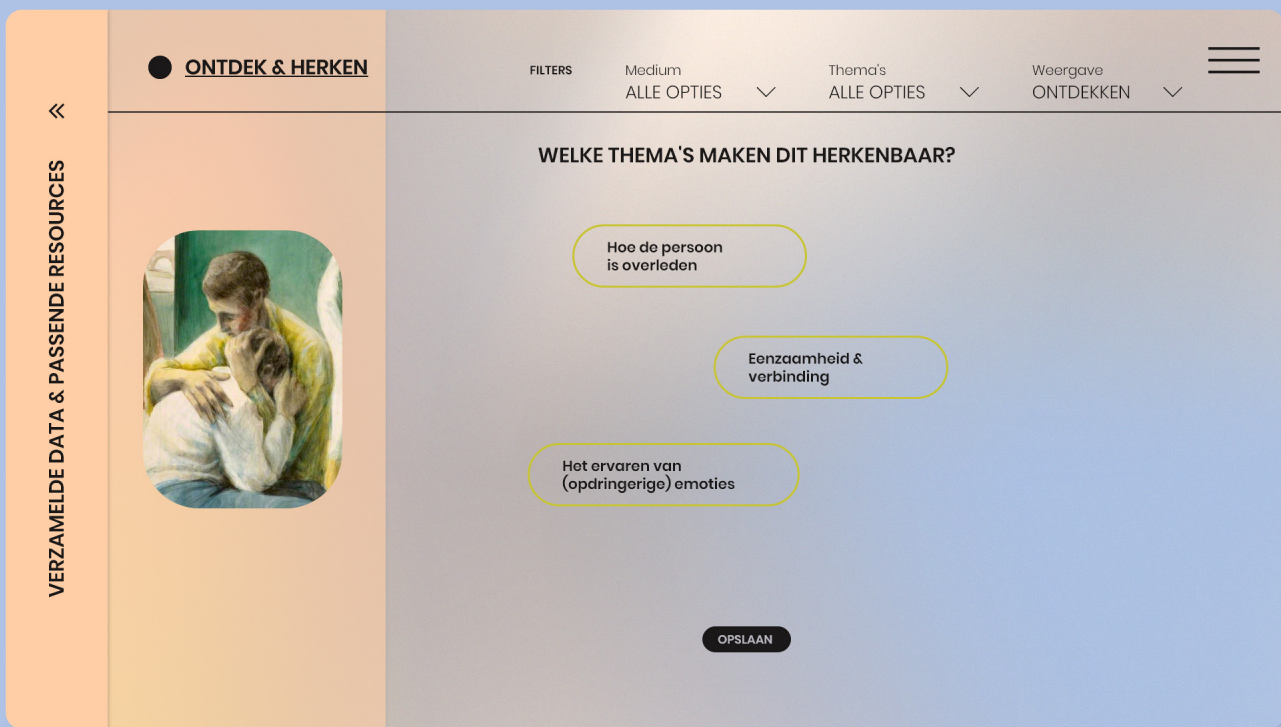 VERZAMELDE DATA & PASSENDE RESOURCES
ONTDEK & HERKEN
FILTERS
Medium
ALLE OPTIES
Thema's
ALLE OPTIES
Weergave
ONTDEKKEN
WELKE THEMA'S MAKEN DIT HERKENBAAR?
Hoe de persoon
is overleden
Eenzaamheid &
verbinding
Het ervaren van
(opdringerige) emoties
OPSLAAN